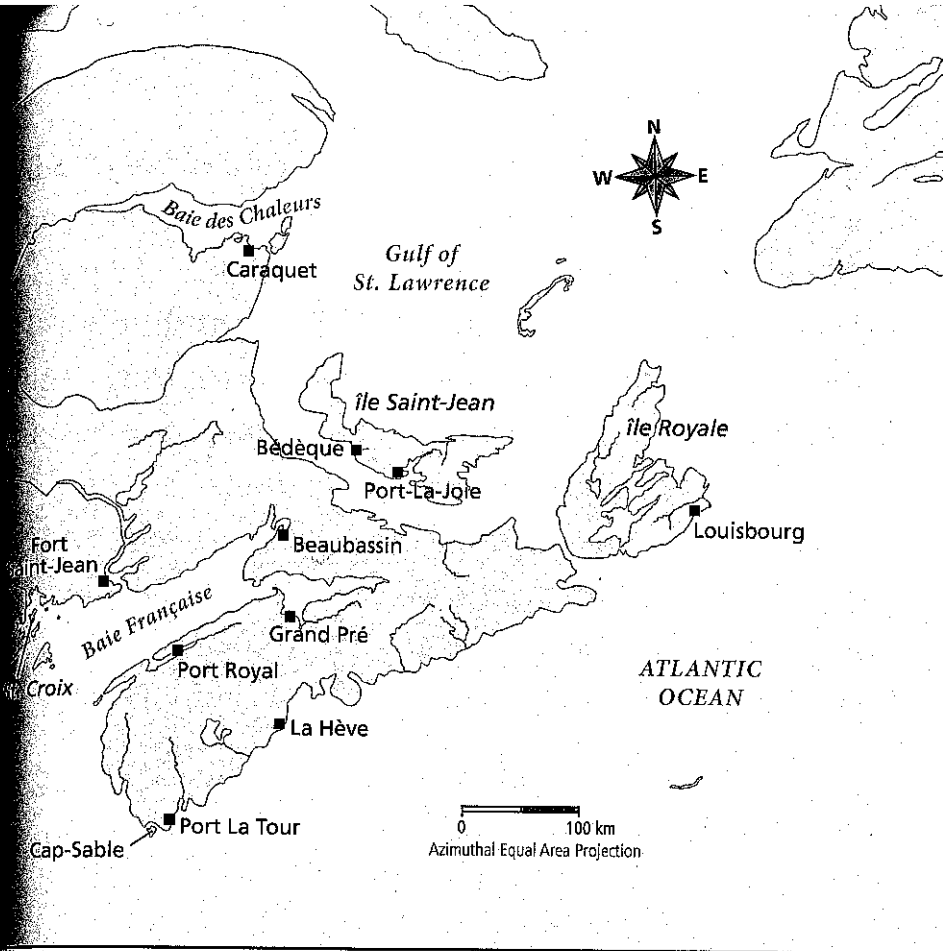 N
W E
S
Baie des Chaleurs
Caraquet
Gulf of
St. Lawrence
île Saint-Jean
Bédèque
Port-La-Joie
île Royale
Louisbourg
Beaubassin
Fort
int-Jean
Baie Française
Grand Pré
Port Royal
Croix
ATLANTIC
OCEAN
La Hève
Port La Tour
Cap-Sable
0 100 km
Azimuthal Equal Area Projection